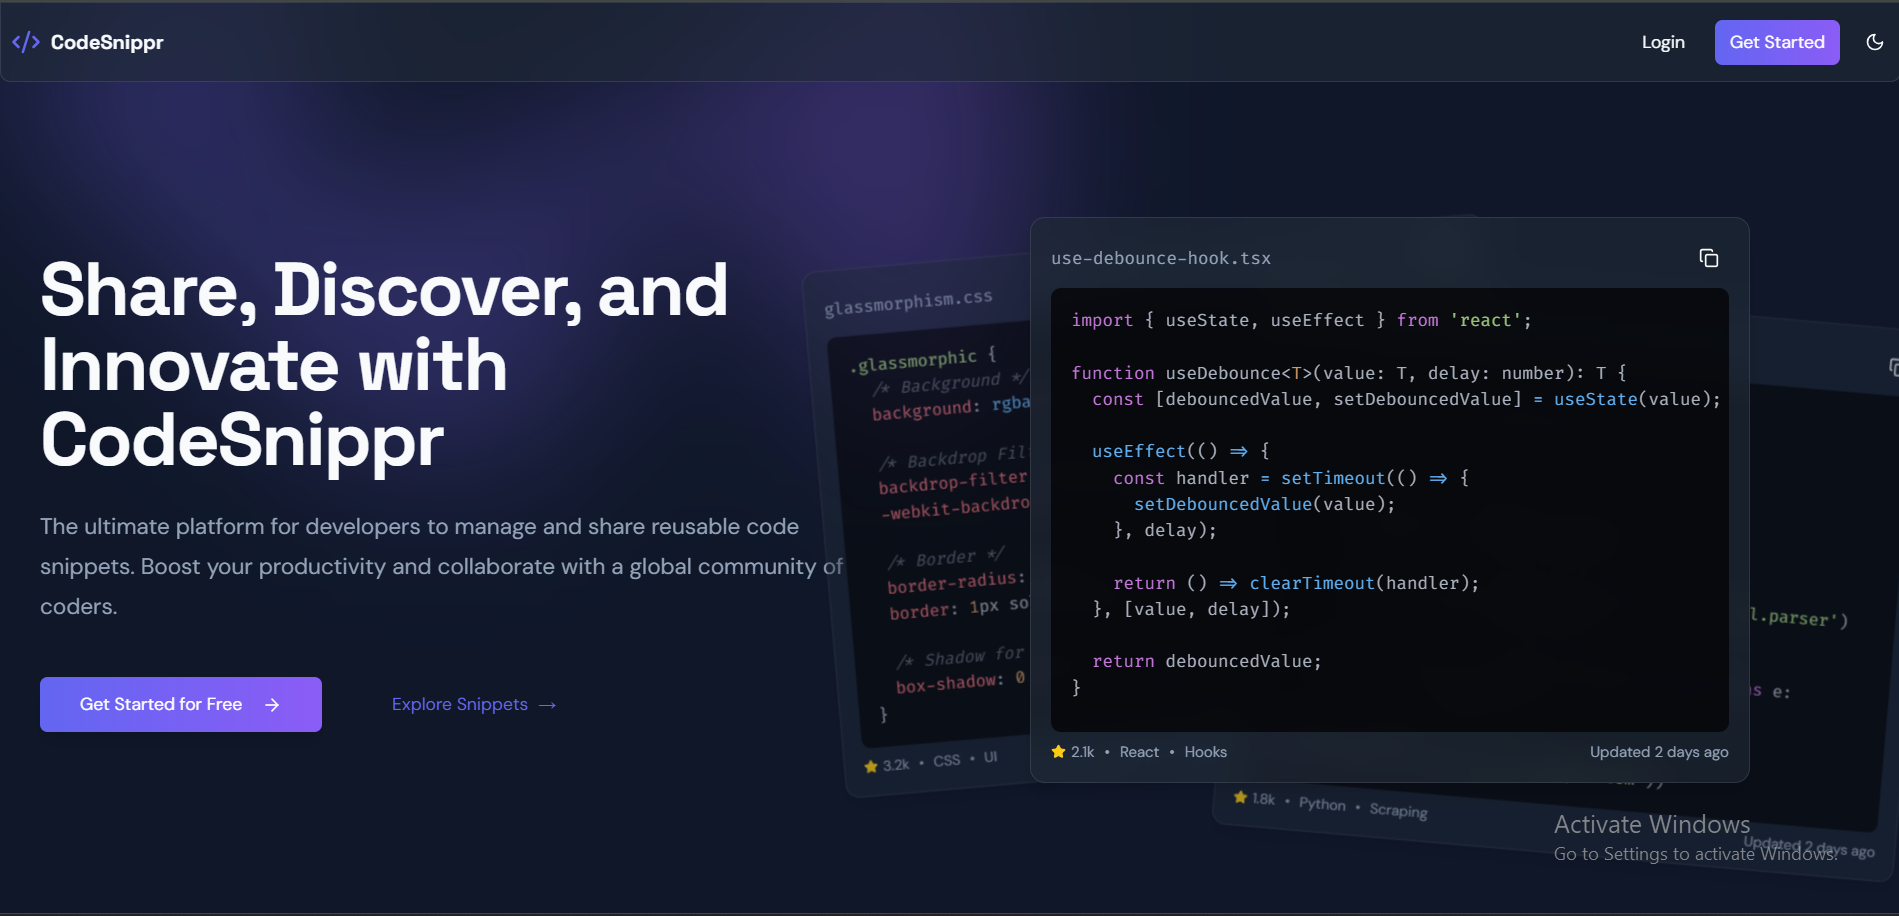 CodeSnippr
Login
Get Started
Share, Discover, and
Innovate with
CodeSnippr
The ultimate platform for developers to manage and share reusable code
snippets. Boost your productivity and collaborate with a global community of
coders.
Get Started for Free →
Explore Snippets →
glassmorphism.css
.glassmorphic {
/* Background */
background: rgba
/* Backdrop Fil
backdrop-filter
-webkit-backdro
/* Border */
border-radius:
border: 1px so
/* Shadow for
box-shadow: 0
}
3.2k • CSS • UI
use-debounce-hook.tsx
import { useState, useEffect } from 'react';
function useDebounce<T>(value: T, delay: number): T {
const [debouncedValue, setDebouncedValue] = useState(value);
useEffect(() => {
const handler = setTimeout(() => {
setDebouncedValue(value);
}, delay);
return () => clearTimeout(handler);
}, [value, delay]);
return debouncedValue;
}
2.1k • React • Hooks
Updated 2 days ago
l.parser')
e:
1.8k • Python • Scraping
Updated 2 days ago
Activate Windows
Go to Settings to activate Windows.